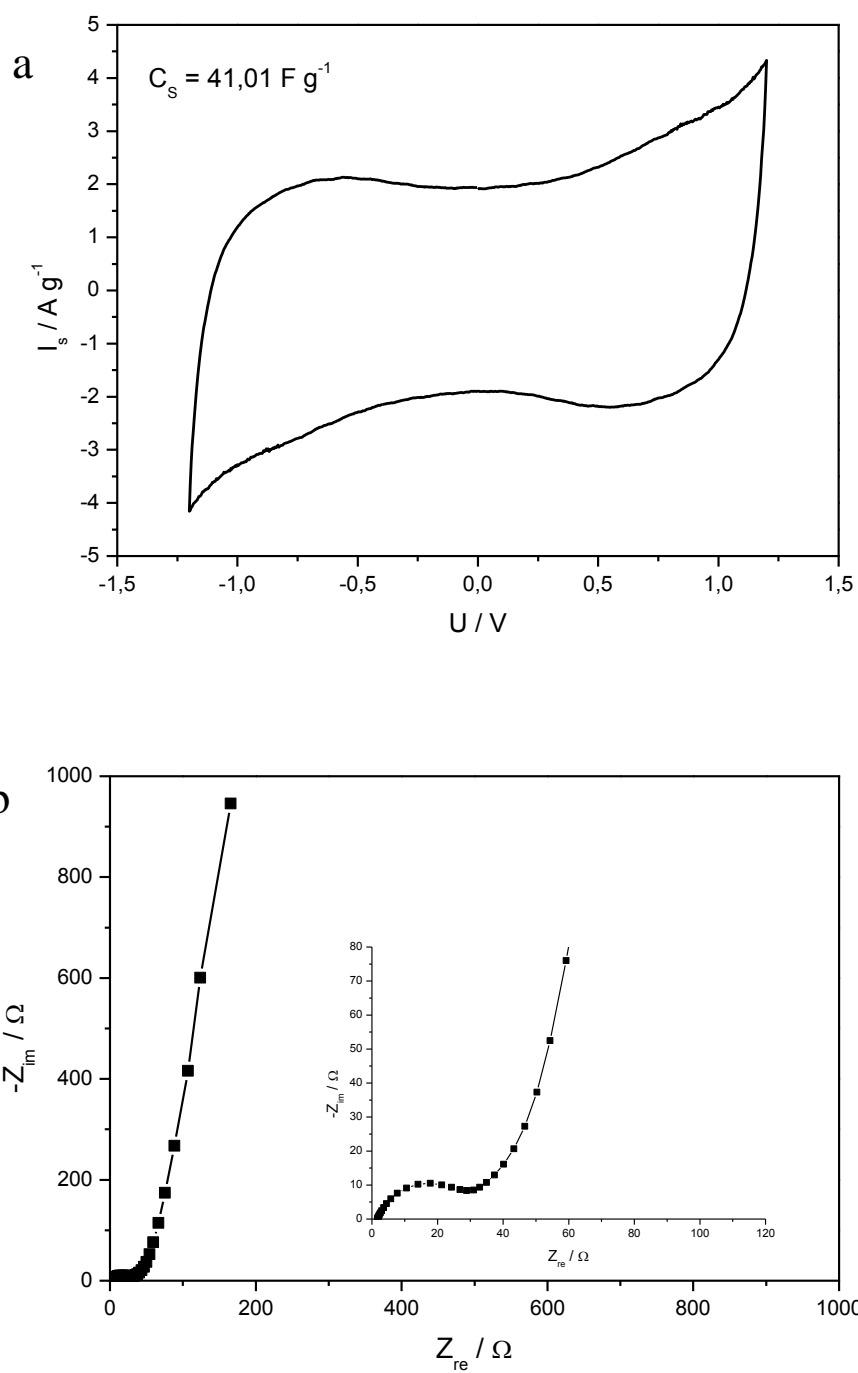 a
C_S = 41,01 F g⁻¹
5
4
3
2
1
0
-1
-2
-3
-4
-5
I_s / A g⁻¹
-1,5 -1,0 -0,5 0,0 0,5 1,0 1,5
U / V
b
1000
800
600
400
200
0
-Z_im / Ω
80
70
60
50
40
30
20
10
0
-Z_im / Ω
0 20 40 60 80 100 120
Z_re / Ω
0 200 400 600 800 1000
Z_re / Ω